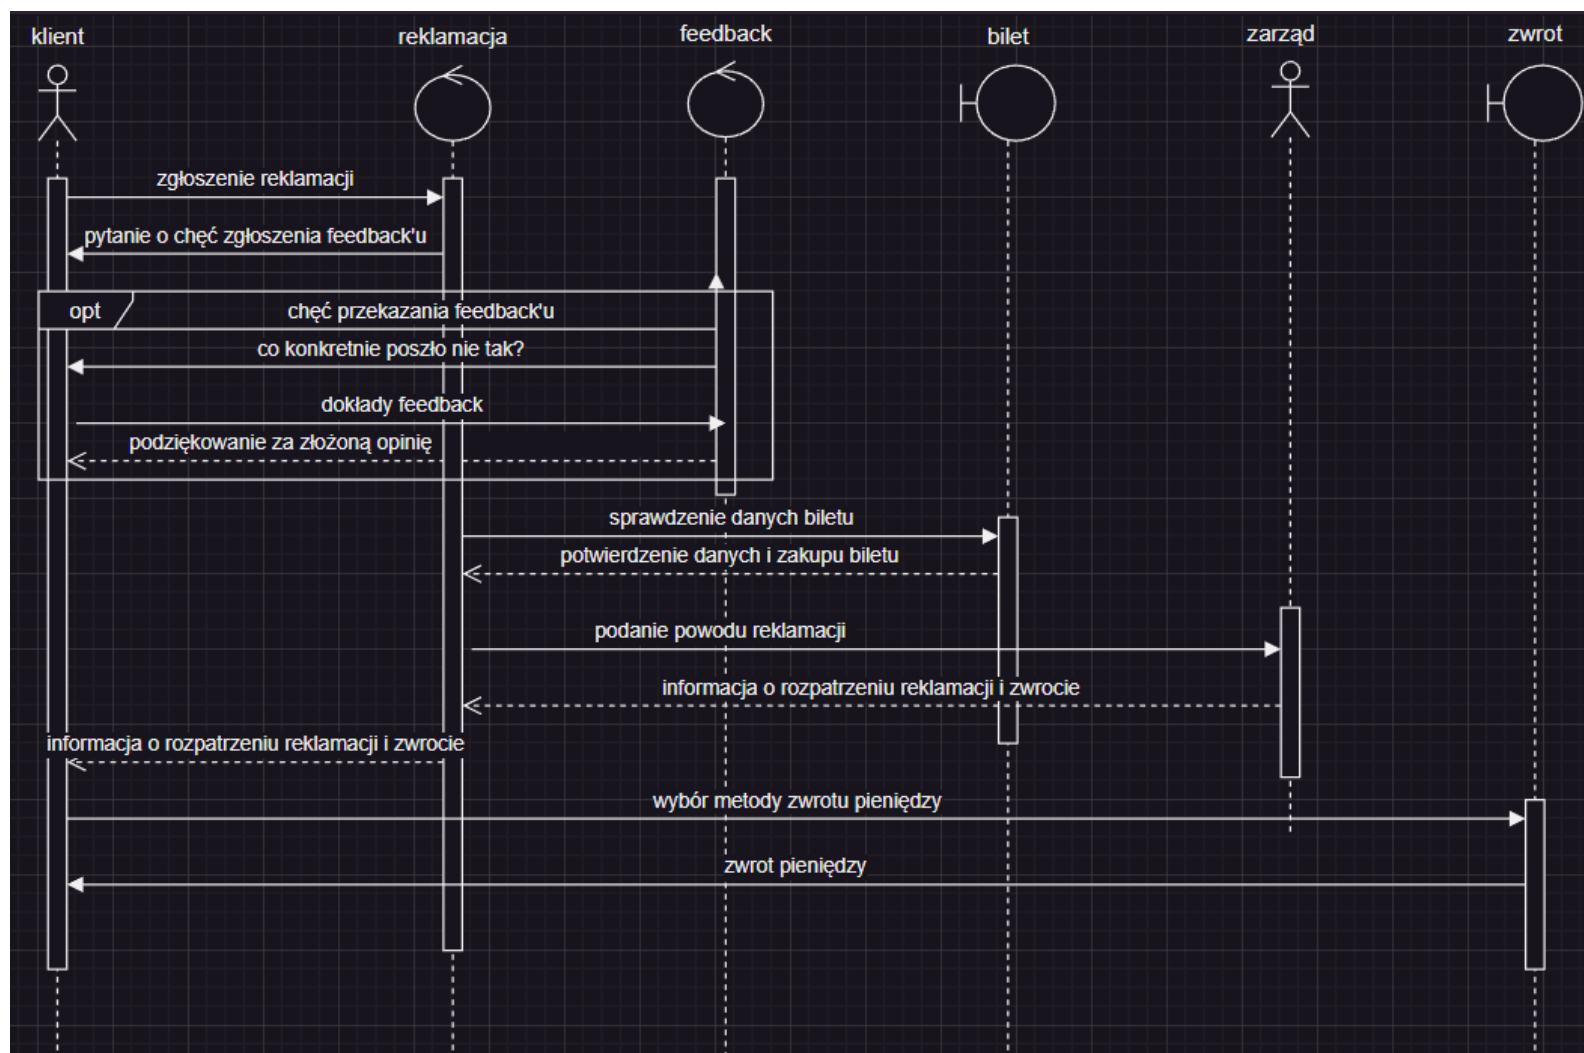 klient
reklamacja
feedback
bilet
zarząd
zwrot
zgłoszenie reklamacji
pytanie o chęć zgłoszenia feedback'u
opt
chęć przekazania feedback'u
co konkretnie poszło nie tak?
dokłady feedback
podziękowanie za złożoną opinię
sprawdzenie danych biletu
potwierdzenie danych i zakupu biletu
podanie powodu reklamacji
informacja o rozpatrzeniu reklamacji i zwrocie
informacja o rozpatrzeniu reklamacji i zwrocie
wybór metody zwrotu pieniędzy
zwrot pieniędzy